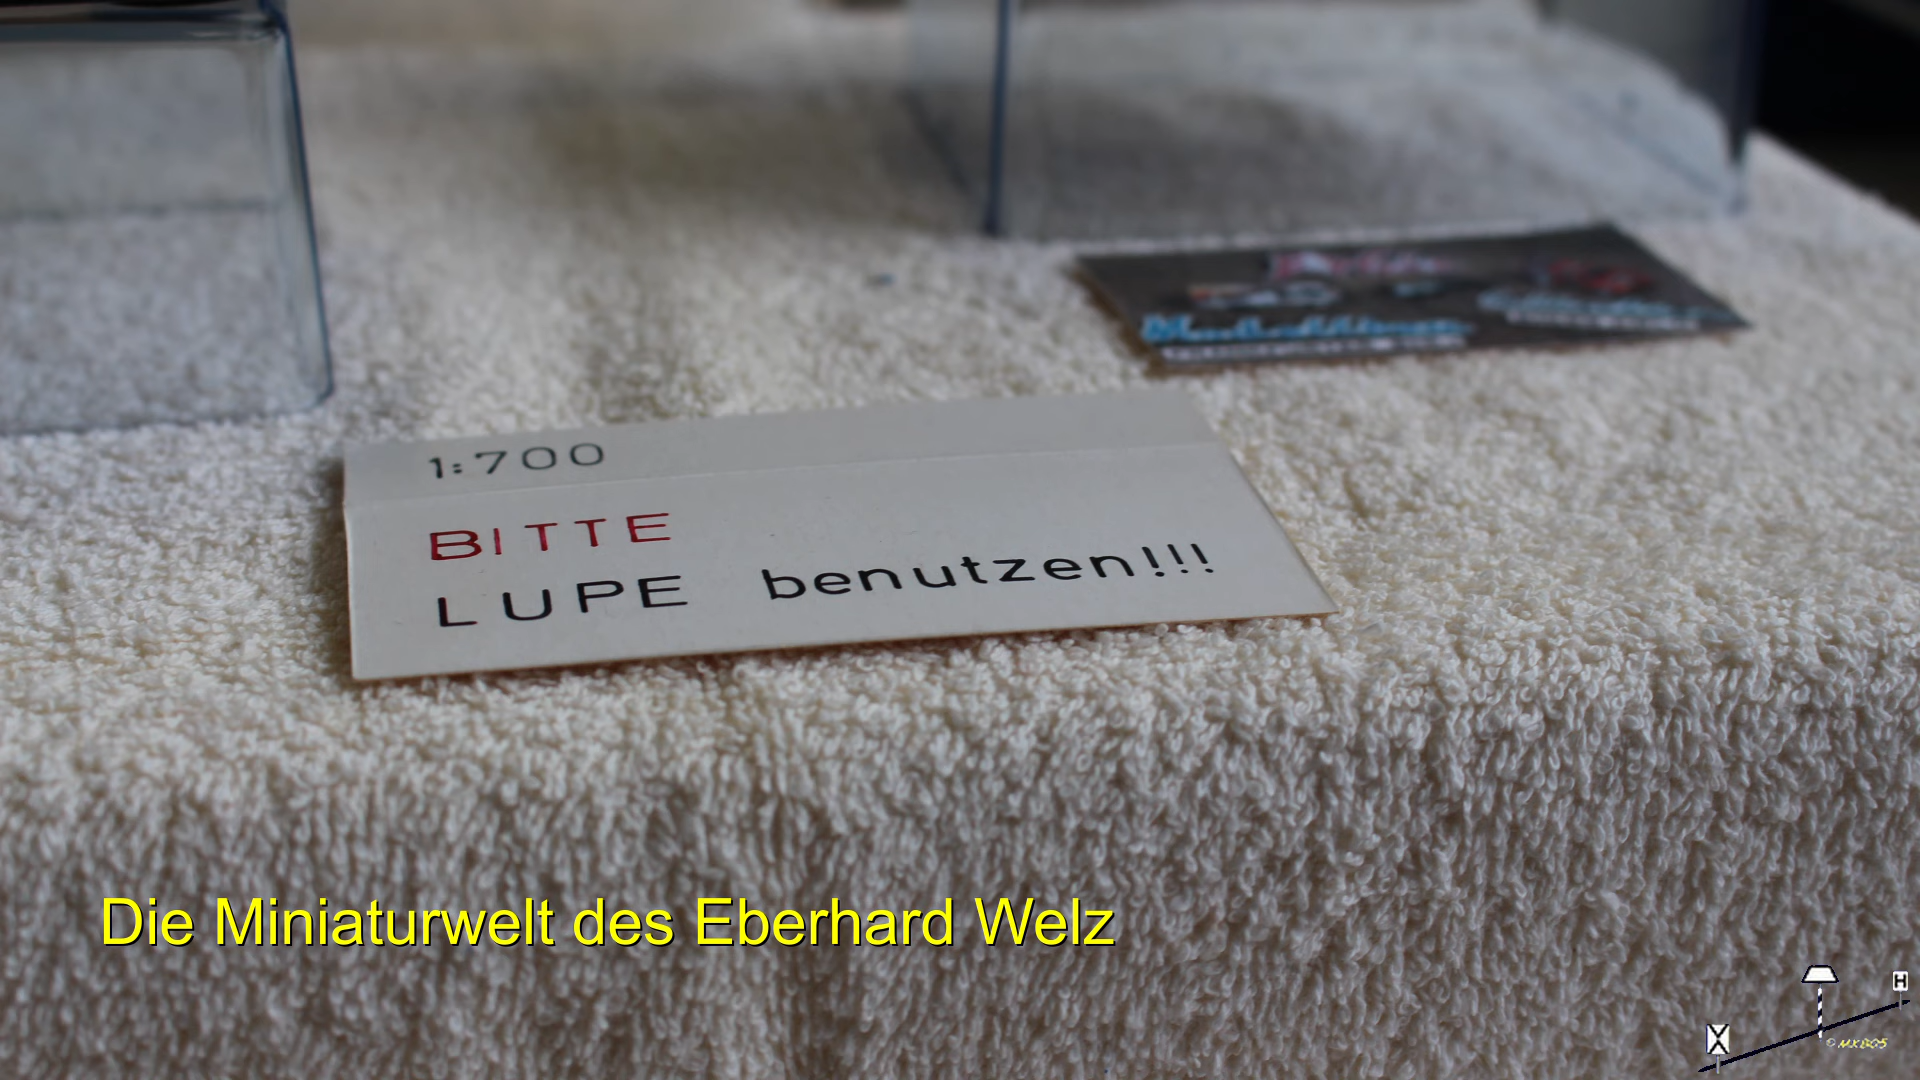 1:700
BITTE
LUPE benutzen!!!
Die Miniaturwelt des Eberhard Welz
H